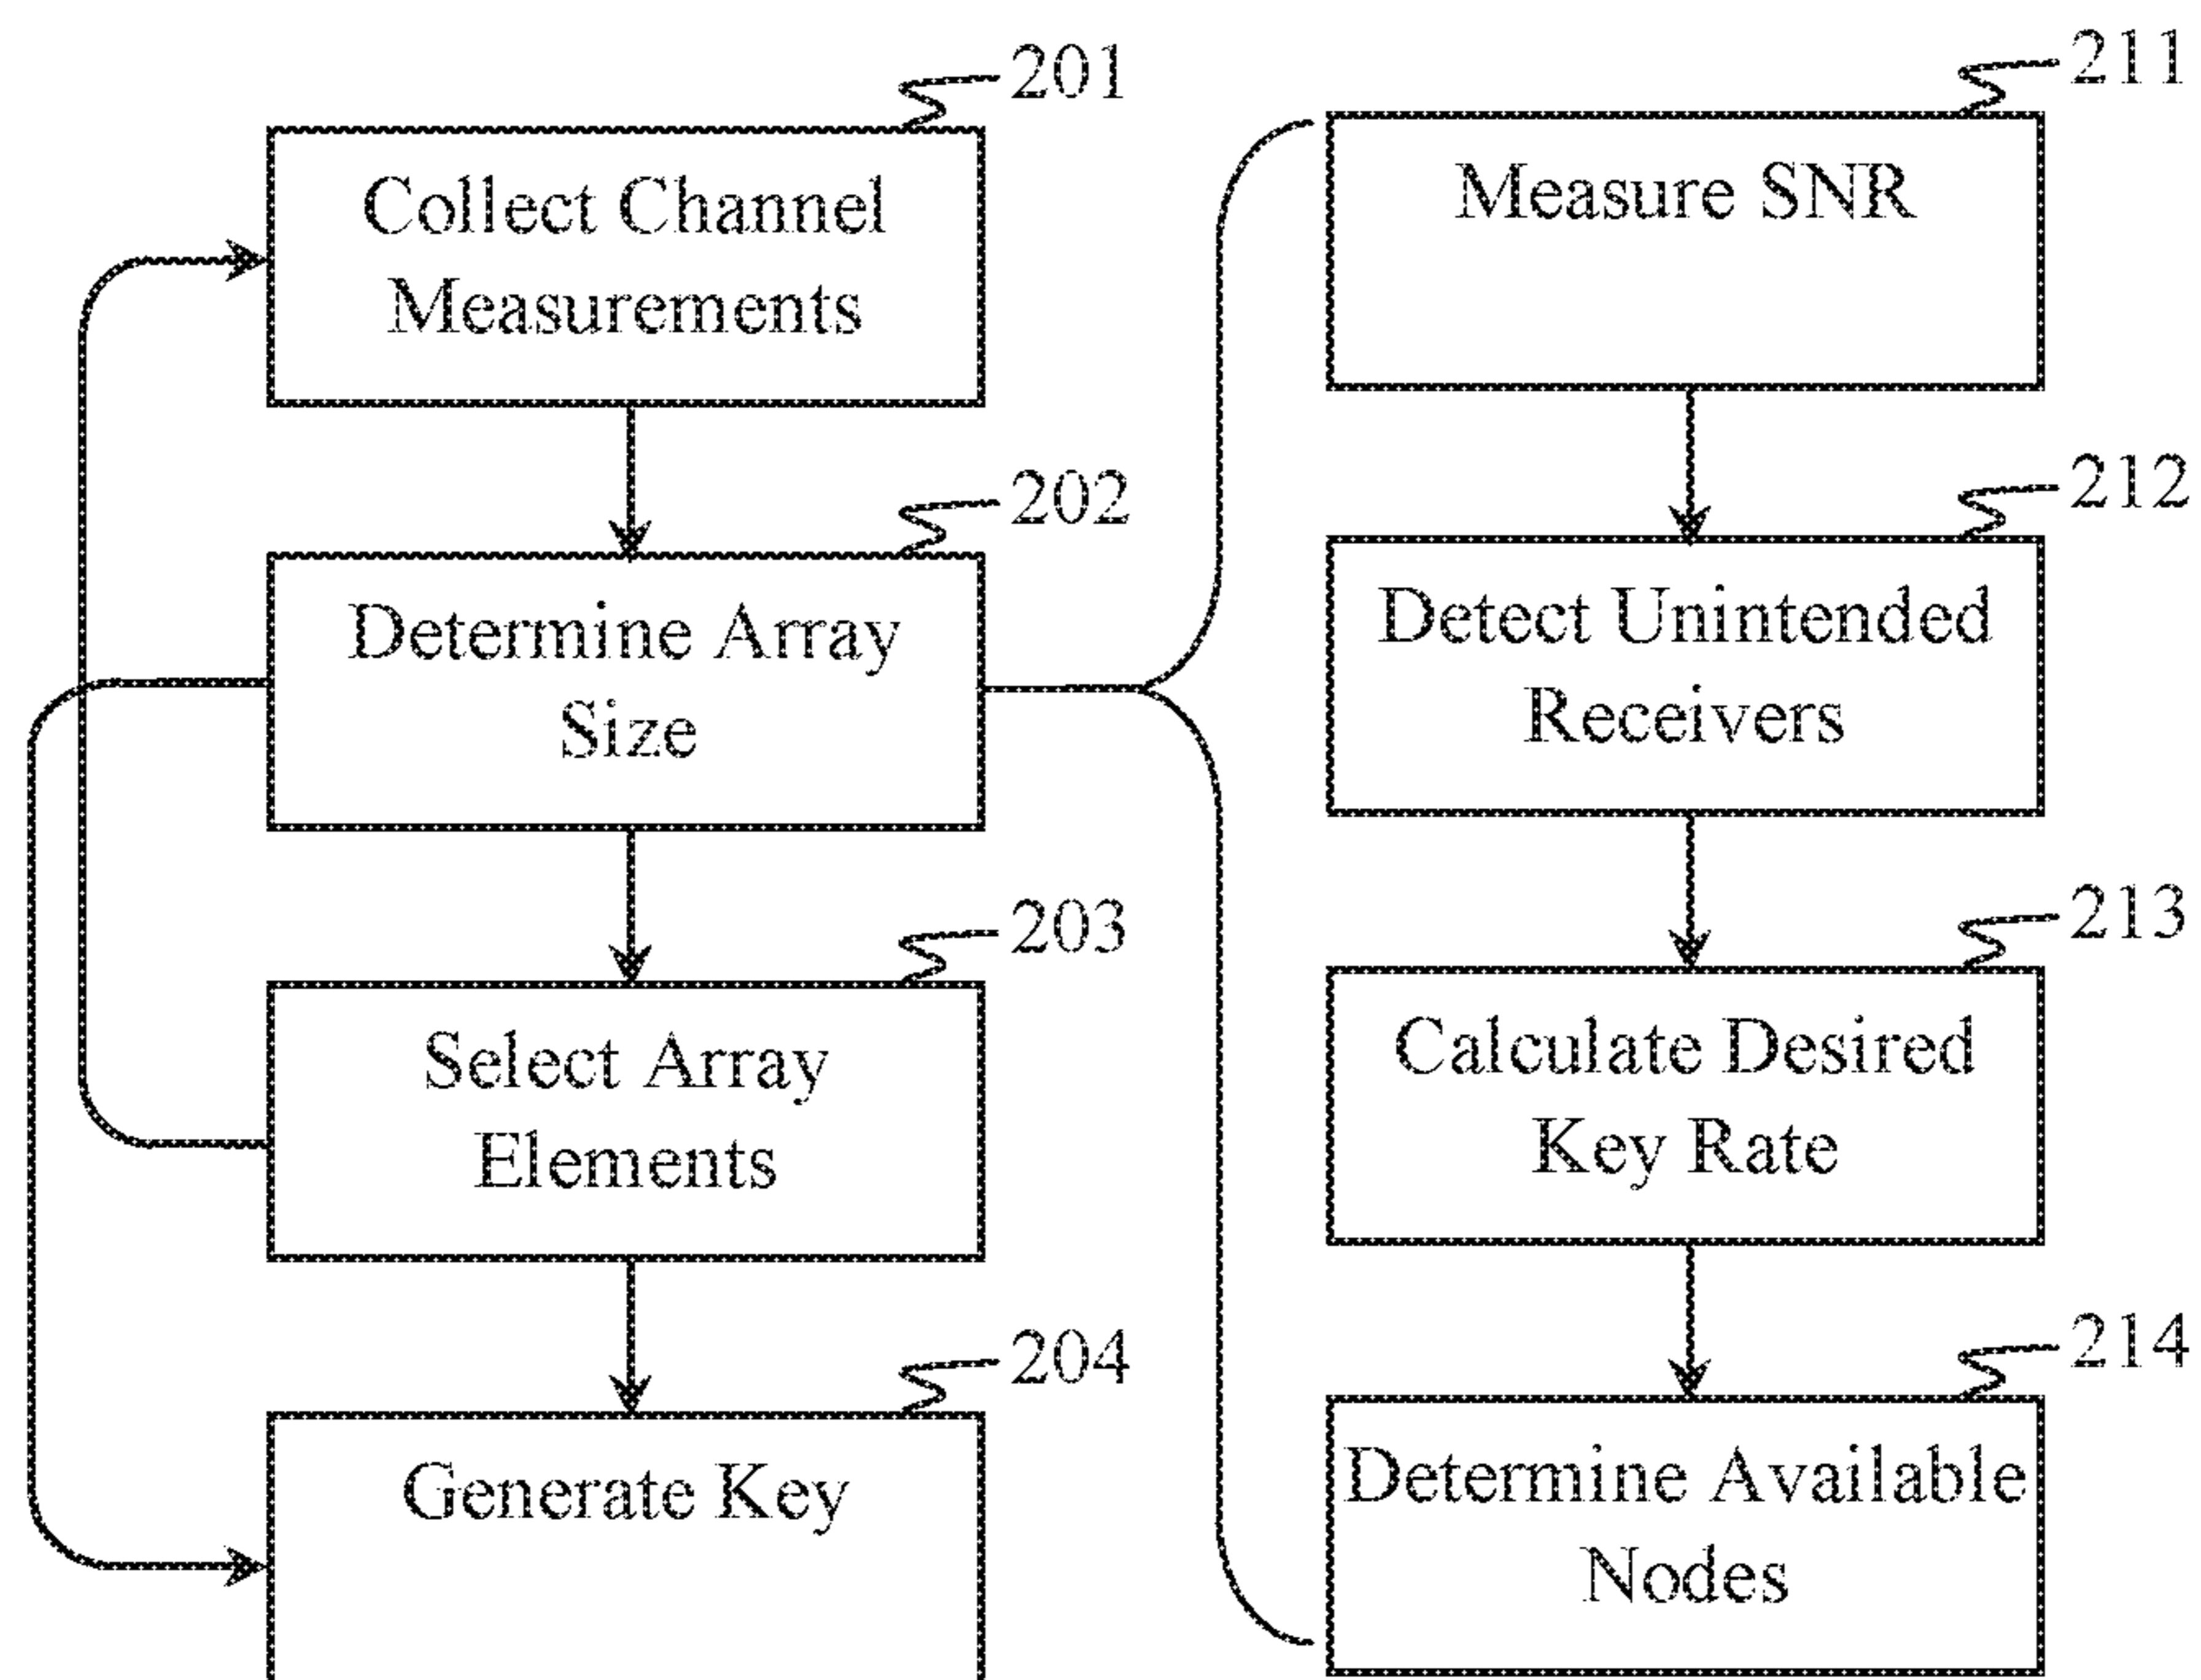 201
Collect Channel
Measurements
202
Determine Array
Size
203
Select Array
Elements
204
Generate Key
211
Measure SNR
212
Detect Unintended
Receivers
213
Calculate Desired
Key Rate
214
Determine Available
Nodes